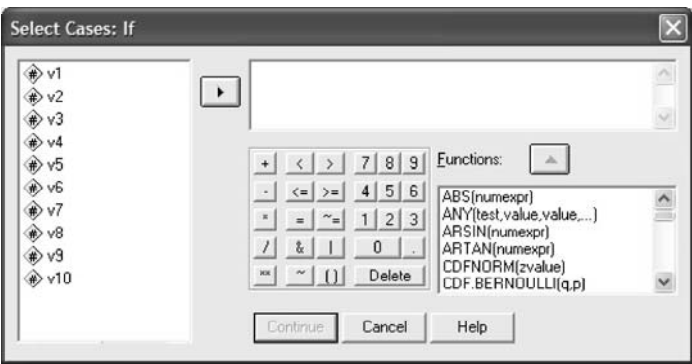 Select Cases: If
v1
v2
v3
v4
v5
v6
v7
v8
v9
v10
+ < > 7 8 9
- <= >= 4 5 6
* = ~= 1 2 3
/ & | 0 .
** ~ () Delete
Functions:
ABS(numexpr)
ANY(test,value,value,...)
ARSIN(numexpr)
ARTAN(numexpr)
CDFNORM(zvalue)
CDF.BERNOULLI(q,p)
Continue Cancel Help